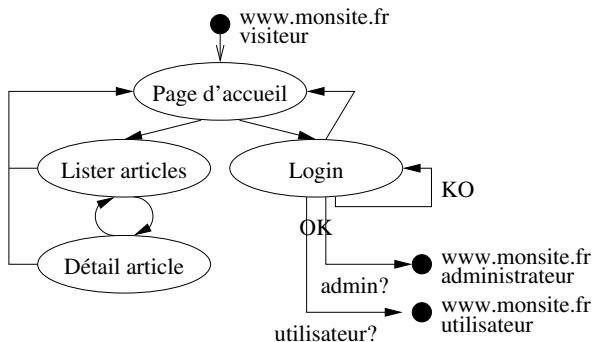 www.monsite.fr
visiteur
Page d'accueil
Lister articles
Login
KO
OK
Détail article
www.monsite.fr
administrateur
admin?
www.monsite.fr
utilisateur
utilisateur?